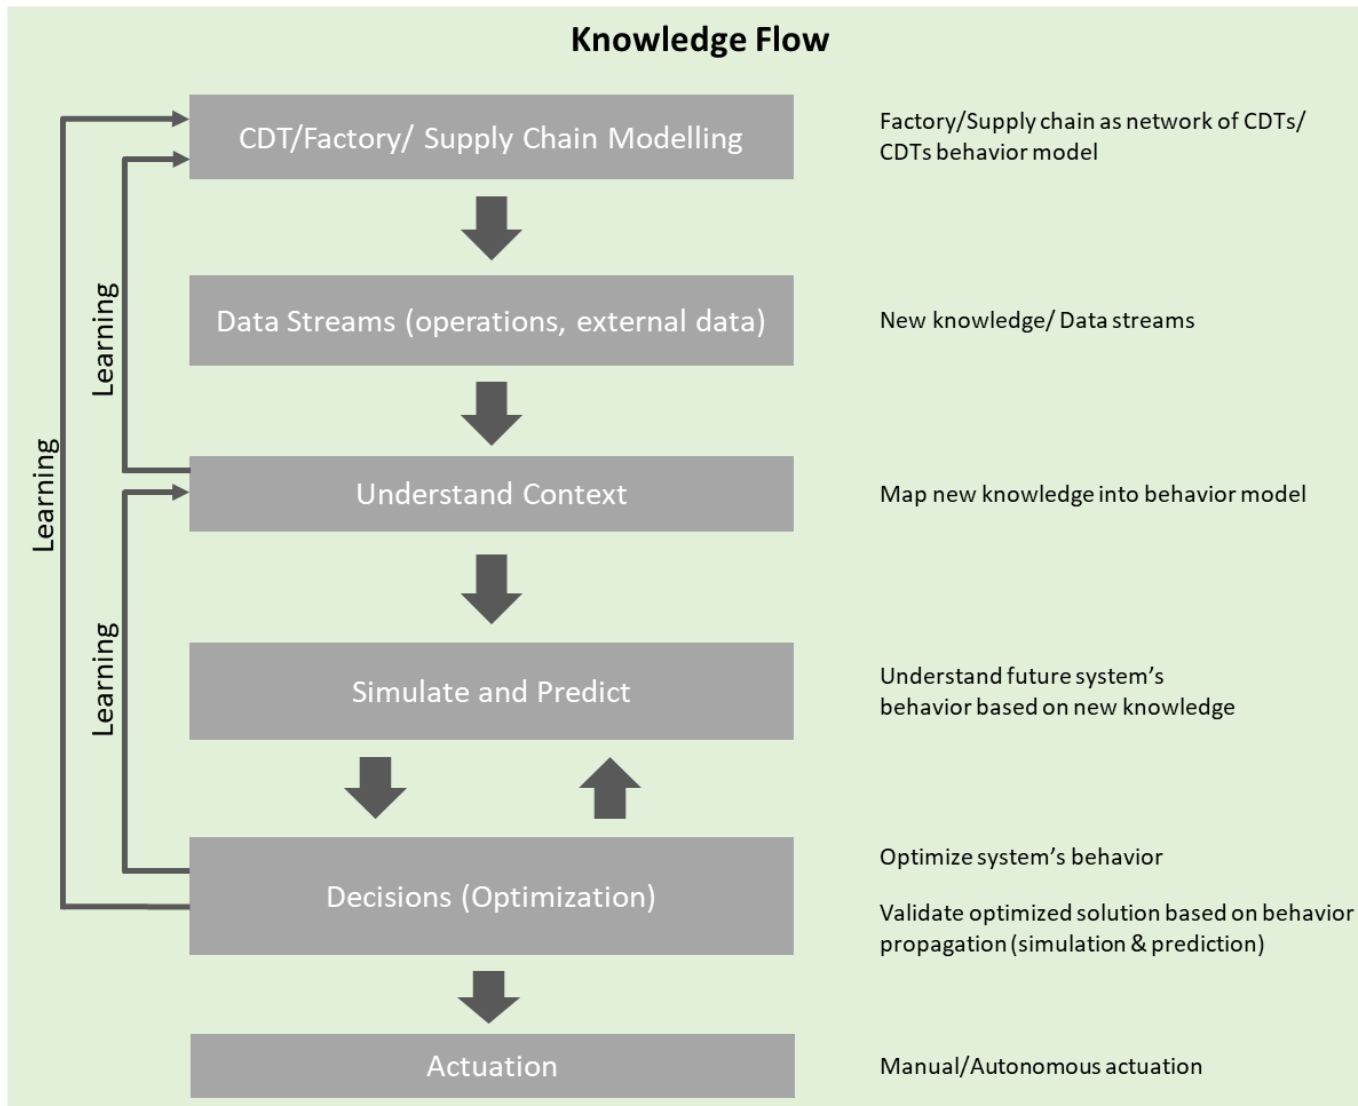 Knowledge Flow
CDT/Factory/ Supply Chain Modelling
Factory/Supply chain as network of CDTs/
CDTs behavior model
Data Streams (operations, external data)
New knowledge/ Data streams
Learning
Understand Context
Map new knowledge into behavior model
Learning
Simulate and Predict
Understand future system’s
behavior based on new knowledge
Learning
Decisions (Optimization)
Optimize system’s behavior
Validate optimized solution based on behavior
propagation (simulation & prediction)
Actuation
Manual/Autonomous actuation